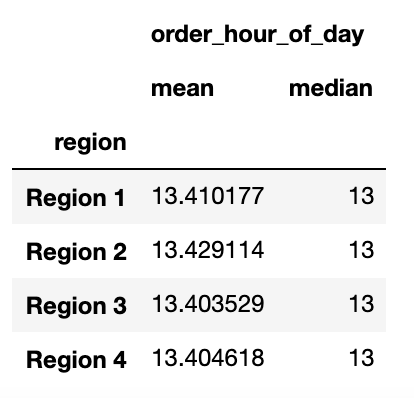 order_hour_of_day
mean median
region
Region 1 13.410177 13
Region 2 13.429114 13
Region 3 13.403529 13
Region 4 13.404618 13